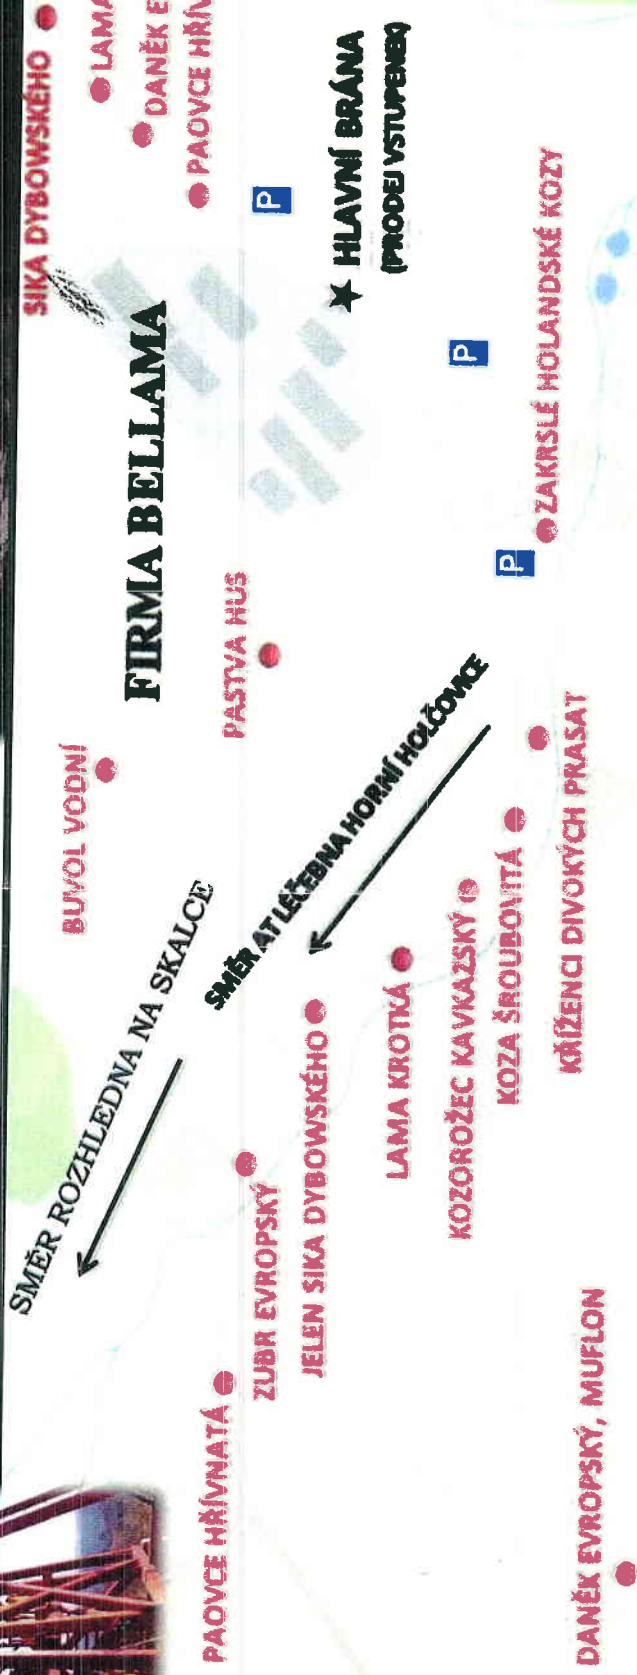 SMĚR ROZHLEDNA NA SKALCE
SIKA DYBOWSKÉHO
BUVOL VODNÍ
LAMA
DANĚK E
FIRMA BELLAMA
PAOVCE HŘÍV
PAOVCE HŘÍVNATÁ
PASTVA HUS
SMĚR AT LÉČEBNA HORNÍ HOLČOVICE
ZUBR EVROPSKÝ
P
JELEN SIKA DYBOWSKÉHO
HLAVNÍ BRÁNA
(PRODEJ VSTUPENEK)
LAMA KROTKÁ
KOZOROŽEC KAVKAZSKÝ
P
KOZA ŠROUBOVITÁ
P
ZAKRSLÉ HOLANDSKÉ KOZY
KŘÍŽENCI DIVOKÝCH PRASAT
DANĚK EVROPSKÝ, MUFLON